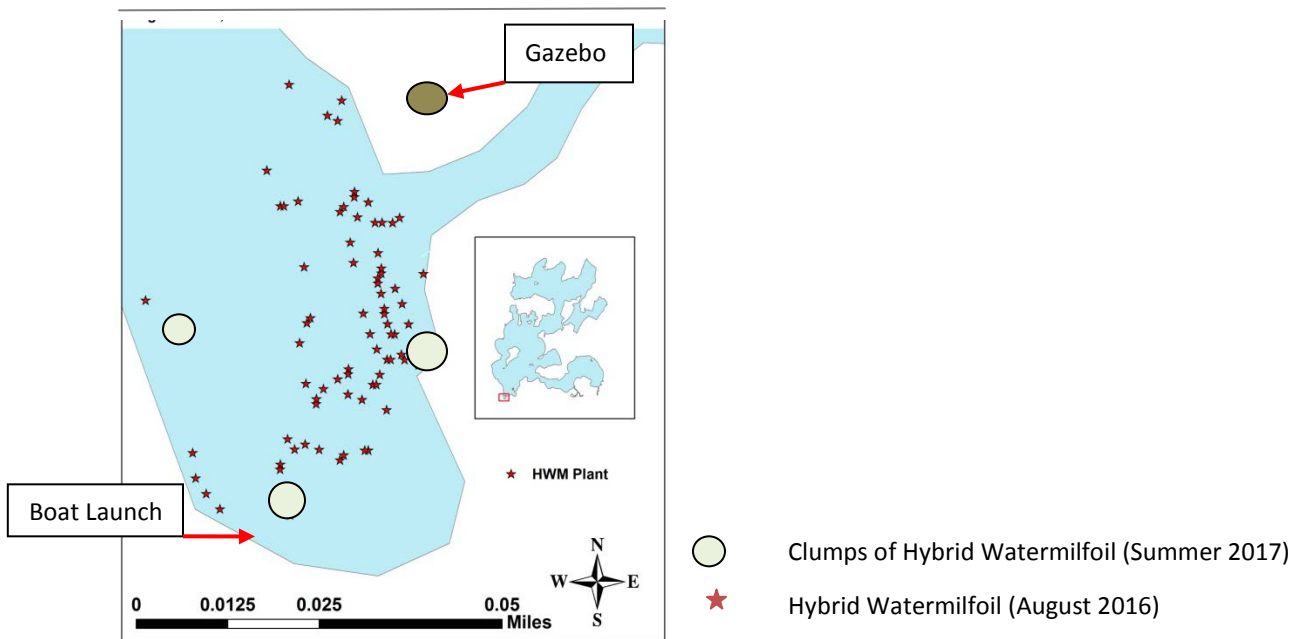 Gazebo
HWM Plant
Boat Launch
N
W E
S
0 0.0125 0.025 0.05
Miles
Clumps of Hybrid Watermilfoil (Summer 2017)
Hybrid Watermilfoil (August 2016)